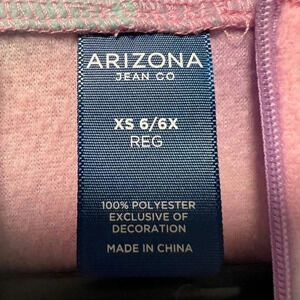 ARIZONA
JEAN CO
XS 6/6X
REG
100% POLYESTER
EXCLUSIVE OF
DECORATION
MADE IN CHINA